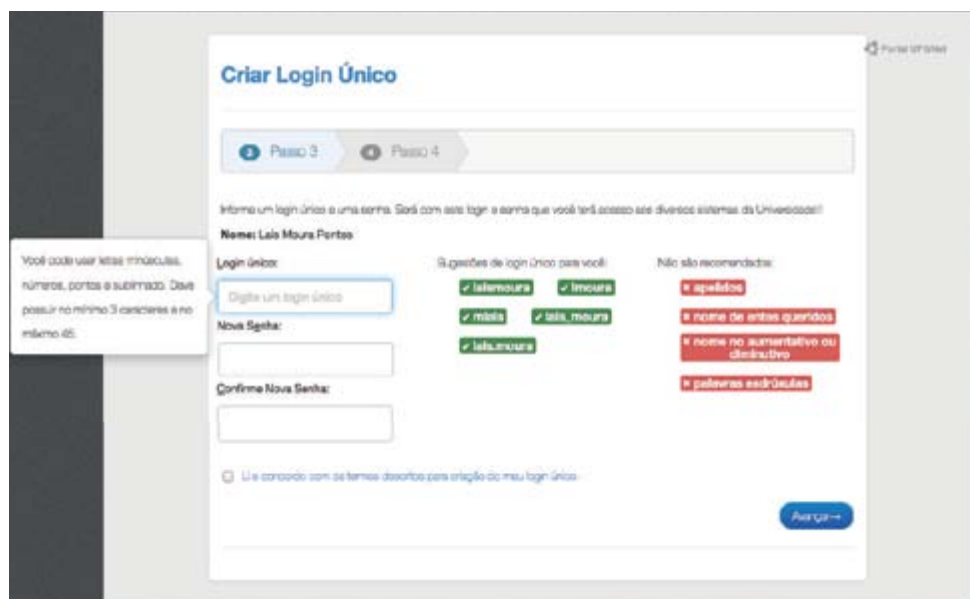 Portal
Criar Login Único
3 Passo 3
4 Passo 4
Informe um login único e uma senha. Será com este login e senha que você terá acesso aos diversos sistemas da Universidade!!
Nome: Lais Moura Pontes
Você pode usar letras minúsculas,
números, pontos e sublinhado. Deve
possuir no mínimo 3 caracteres e no
máximo 45.
Login único:
Digite um login único
Nova Senha:
Confirme Nova Senha:
Sugestões de login único para você:
✓ laismoura ✓ lmoura
✓ mlais ✓ lais_moura
✓ lais.moura
Não são recomendados:
× apelidos
× nome de entes queridos
× nome no aumentativo ou
diminutivo
× palavras esdrúxulas
Li e concordo com os termos descritos para criação do meu login único.
Avançar→